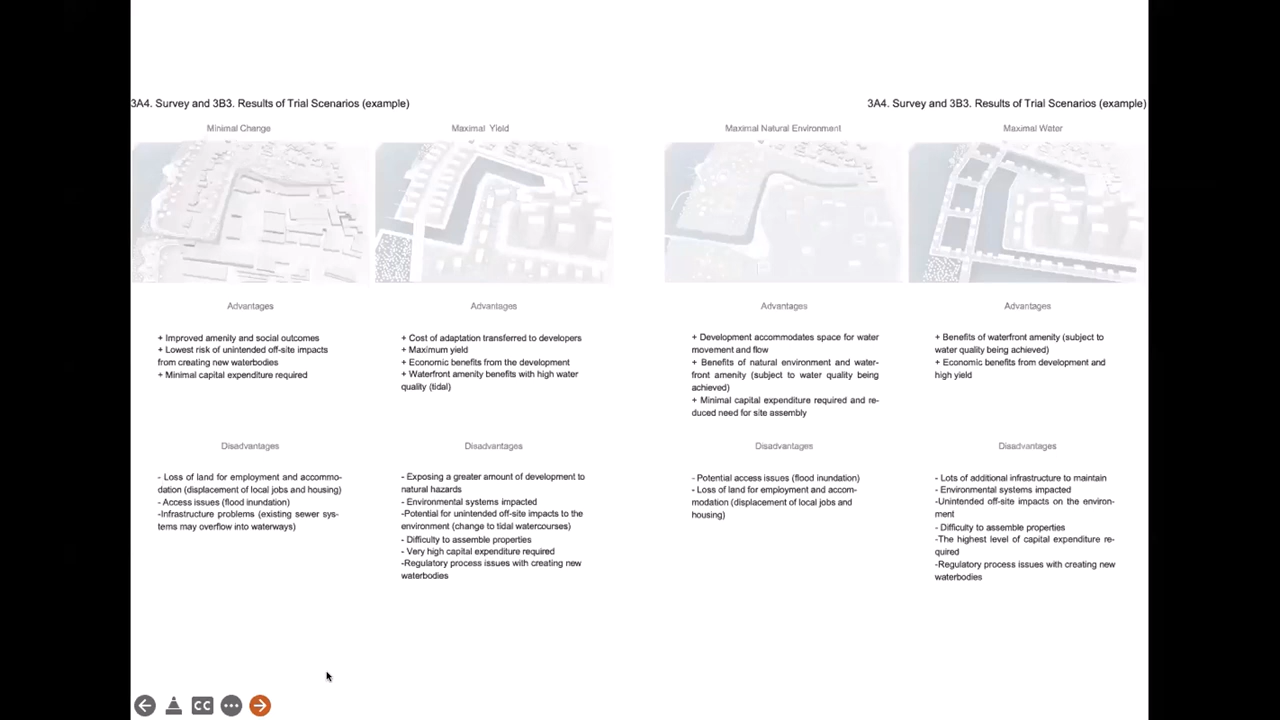 3A4. Survey and 3B3. Results of Trial Scenarios (example)
3A4. Survey and 3B3. Results of Trial Scenarios (example)
Minimal Change
Maximal Yield
Maximal Natural Environment
Maximal Water
Advantages
+ Improved amenity and social outcomes
+ Lowest risk of unintended off-site impacts
from creating new waterbodies
+ Minimal capital expenditure required
Advantages
+ Cost of adaptation transferred to developers
+ Maximum yield
+ Economic benefits from the development
+ Waterfront amenity benefits with high water
quality (tidal)
Advantages
+ Development accommodates space for water
movement and flow
+ Benefits of natural environment and water-
front amenity (subject to water quality being
achieved)
+ Minimal capital expenditure required and re-
duced need for site assembly
Advantages
+ Benefits of waterfront amenity (subject to
water quality being achieved)
+ Economic benefits from development and
high yield
Disadvantages
- Loss of land for employment and accommo-
dation (displacement of local jobs and housing)
- Access issues (flood inundation)
-Infrastructure problems (existing sewer sys-
tems may overflow into waterways)
Disadvantages
- Exposing a greater amount of development to
natural hazards
- Environmental systems impacted
-Potential for unintended off-site impacts to the
environment (change to tidal watercourses)
- Difficulty to assemble properties
- Very high capital expenditure required
-Regulatory process issues with creating new
waterbodies
Disadvantages
- Potential access issues (flood inundation)
- Loss of land for employment and accom-
modation (displacement of local jobs and
housing)
Disadvantages
- Lots of additional infrastructure to maintain
- Environmental systems impacted
-Unintended off-site impacts on the environ-
ment
- Difficulty to assemble properties
-The highest level of capital expenditure re-
quired
-Regulatory process issues with creating new
waterbodies
CC